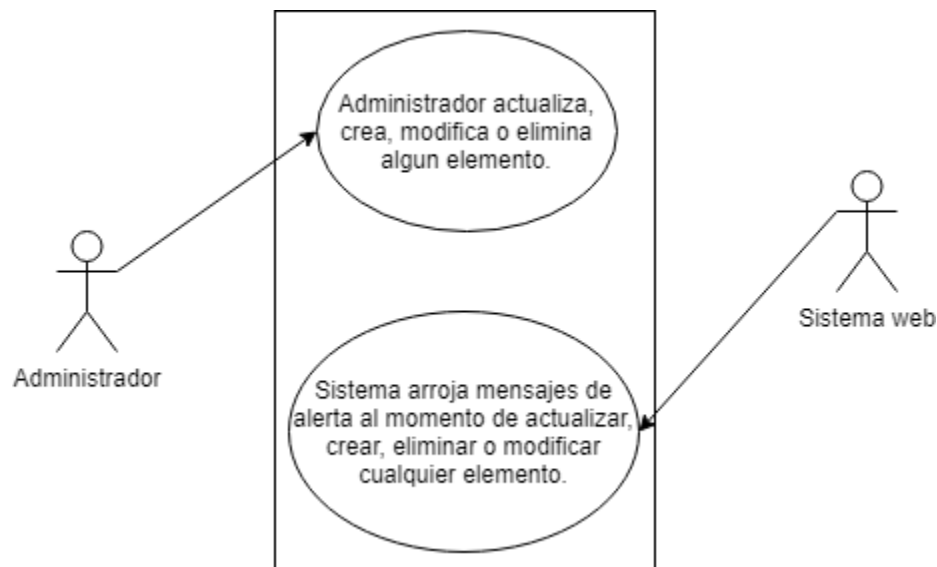 Administrador actualiza,
crea, modifica o elimina
algun elemento.
Sistema web
Administrador
Sistema arroja mensajes de
alerta al momento de actualizar,
crear, eliminar o modificar
cualquier elemento.